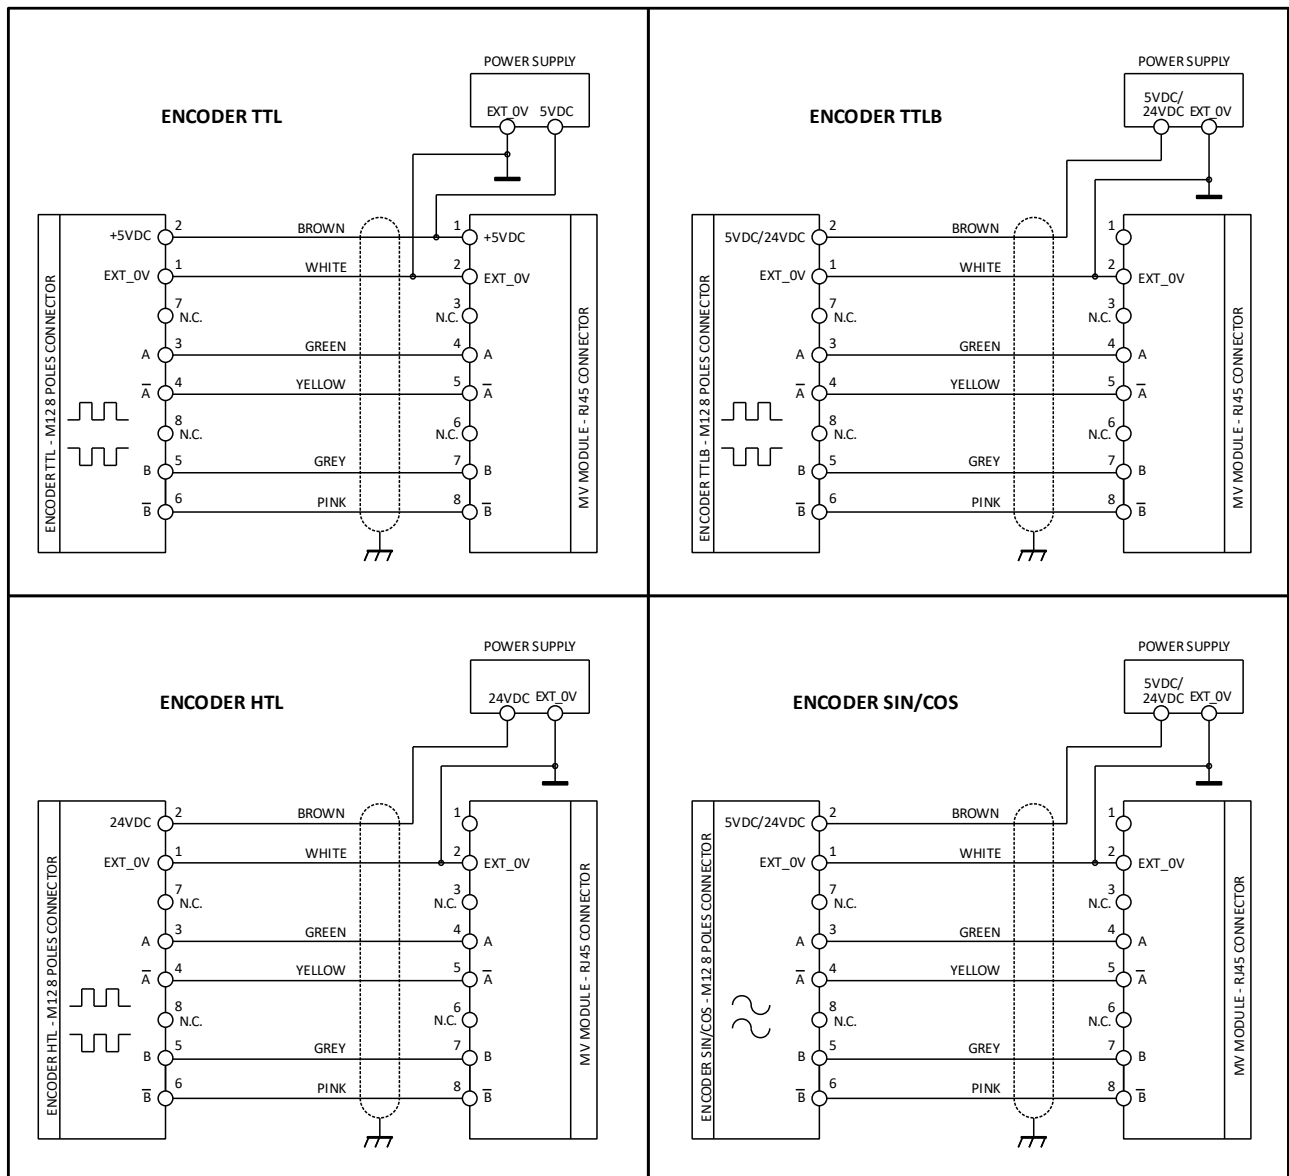 POWER SUPPLY
EXT_0V 5VDC
ENCODER TTL
ENCODER TTL - M12 8 POLES CONNECTOR
+5VDC 2 BROWN 1 +5VDC
EXT_0V 1 WHITE 2 EXT_0V
7 N.C. 3 N.C.
A 3 GREEN 4 A
A̅ 4 YELLOW 5 A̅
8 N.C. 6 N.C.
B 5 GREY 7 B
B̅ 6 PINK 8 B̅
MV MODULE - RJ45 CONNECTOR
POWER SUPPLY
5VDC/
24VDC EXT_0V
ENCODER TTLB
ENCODER TTLB - M12 8 POLES CONNECTOR
5VDC/24VDC 2 BROWN 1
EXT_0V 1 WHITE 2 EXT_0V
7 N.C. 3 N.C.
A 3 GREEN 4 A
A̅ 4 YELLOW 5 A̅
8 N.C. 6 N.C.
B 5 GREY 7 B
B̅ 6 PINK 8 B̅
MV MODULE - RJ45 CONNECTOR
POWER SUPPLY
24VDC EXT_0V
ENCODER HTL
ENCODER HTL - M12 8 POLES CONNECTOR
24VDC 2 BROWN 1
EXT_0V 1 WHITE 2 EXT_0V
7 N.C. 3 N.C.
A 3 GREEN 4 A
A̅ 4 YELLOW 5 A̅
8 N.C. 6 N.C.
B 5 GREY 7 B
B̅ 6 PINK 8 B̅
MV MODULE - RJ45 CONNECTOR
POWER SUPPLY
5VDC/
24VDC EXT_0V
ENCODER SIN/COS
ENCODER SIN/COS - M12 8 POLES CONNECTOR
5VDC/24VDC 2 BROWN 1
EXT_0V 1 WHITE 2 EXT_0V
7 N.C. 3 N.C.
A 3 GREEN 4 A
A̅ 4 YELLOW 5 A̅
8 N.C. 6 N.C.
B 5 GREY 7 B
B̅ 6 PINK 8 B̅
MV MODULE - RJ45 CONNECTOR